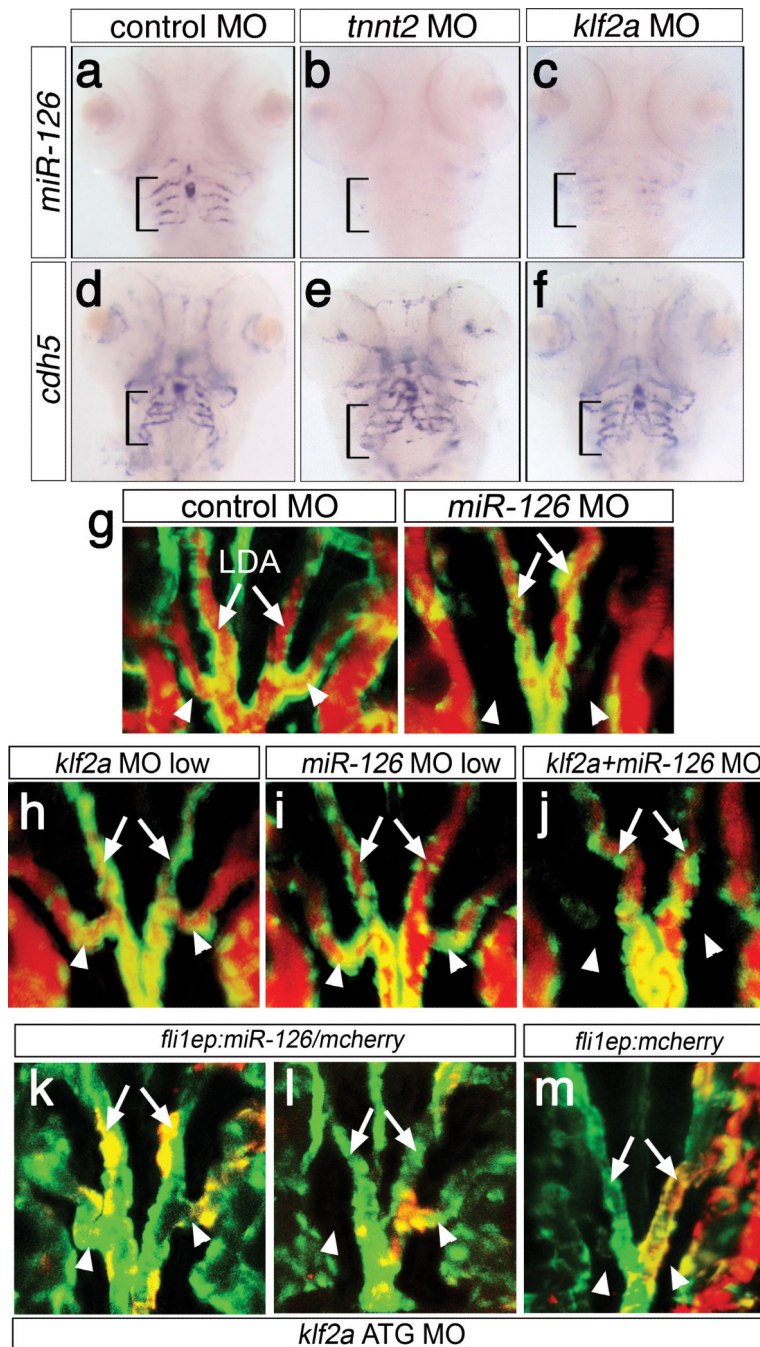 control MO
tnnt2 MO
klf2a MO
miR-126
a
b
c
cdh5
d
e
f
g
control MO
miR-126 MO
LDA
klf2a MO low
miR-126 MO low
klf2a+miR-126 MO
h
i
j
fli1ep:miR-126/mcherry
fli1ep:mcherry
k
l
m
klf2a ATG MO